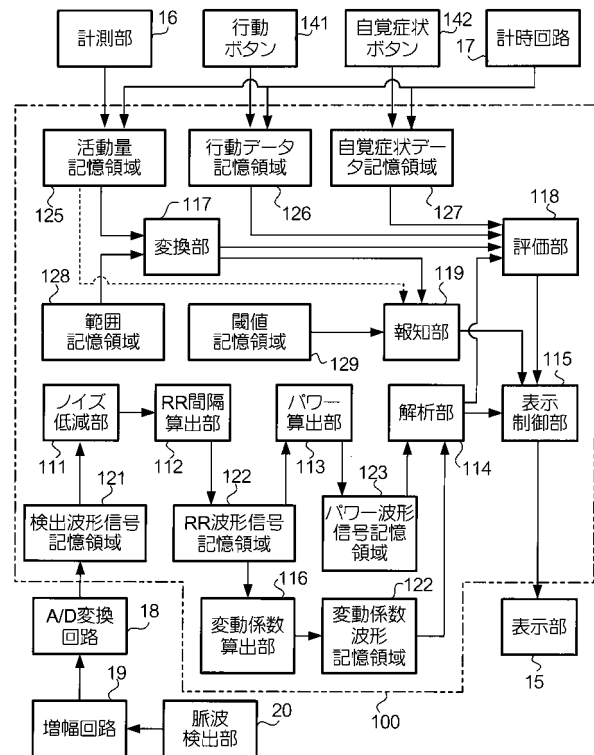 16
141
142
17
計測部
行動
ボタン
自覚症状
ボタン
計時回路
活動量
記憶領域
行動データ
記憶領域
自覚症状デー
タ記憶領域
125
117
126
127
118
変換部
評価部
128
119
範囲
記憶領域
閾値
記憶領域
報知部
129
115
ノイズ
低減部
RR間隔
算出部
パワー
算出部
解析部
表示
制御部
111
121
112
122
113
123
114
検出波形信号
記憶領域
RR波形信号
記憶領域
パワー波形
信号記憶
領域
116
122
A/D変換
回路
18
変動係数
算出部
変動係数
波形
記憶領域
表示部
19
20
15
増幅回路
脈波
検出部
100